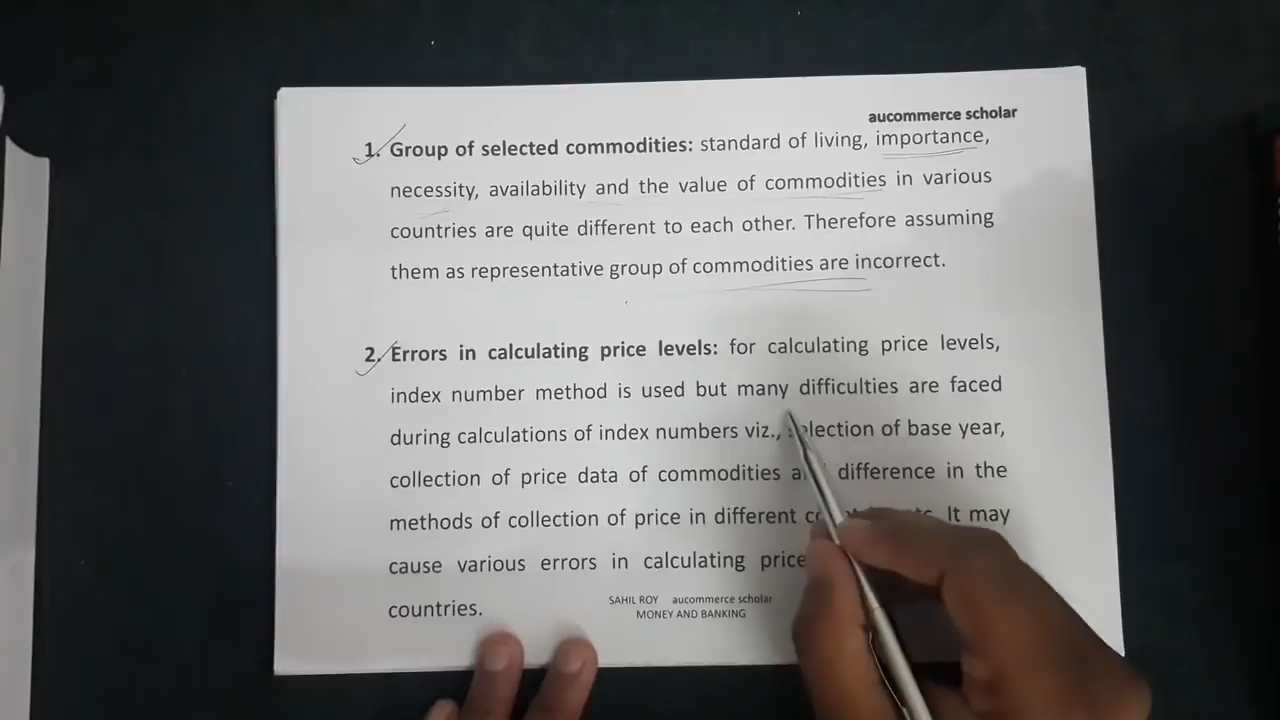 aucommerce scholar
1. Group of selected commodities: standard of living, importance,
necessity, availability and the value of commodities in various
countries are quite different to each other. Therefore assuming
them as representative group of commodities are incorrect.
2. Errors in calculating price levels: for calculating price levels,
index number method is used but many difficulties are faced
during calculations of index numbers viz., selection of base year,
collection of price data of commodities difference in the
methods of collection of price in different It may
cause various errors in calculating price
countries.
SAHIL ROY aucommerce scholar
MONEY AND BANKING